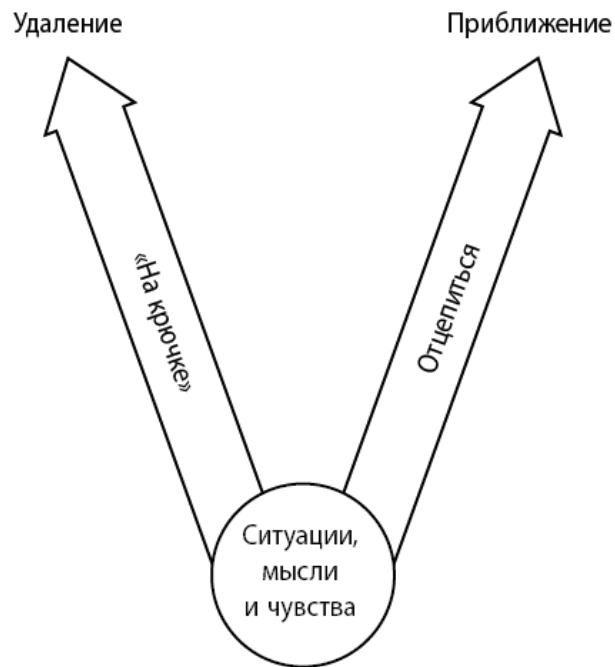 Удаление
Приближение
«На крючке»
Отцепиться
Ситуации,
мысли
и чувства